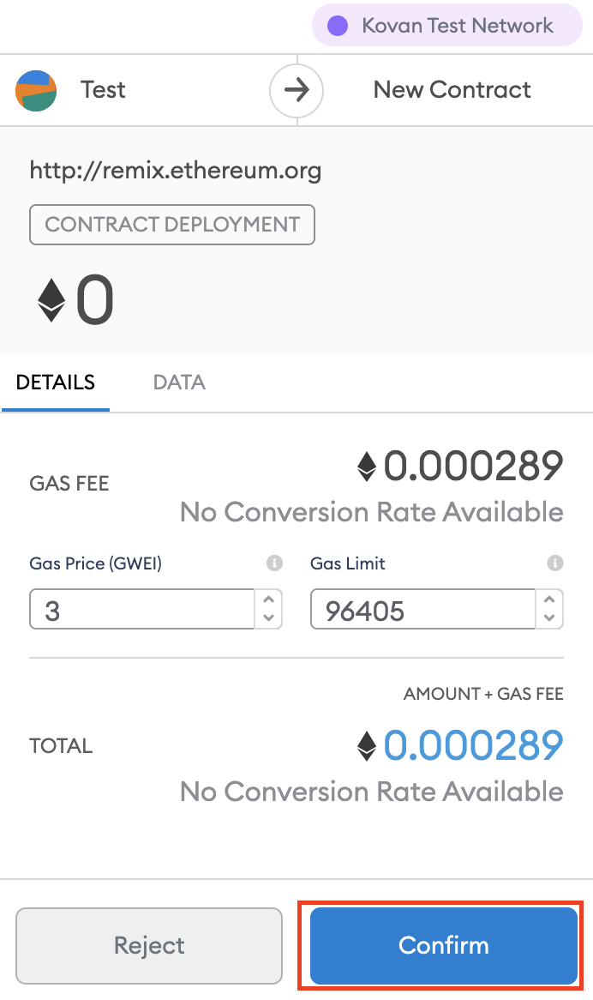 Kovan Test Network
Test
New Contract
http://remix.ethereum.org
CONTRACT DEPLOYMENT
0
DETAILS
DATA
GAS FEE
0.000289
No Conversion Rate Available
Gas Price (GWEI)
Gas Limit
3
96405
AMOUNT + GAS FEE
TOTAL
0.000289
No Conversion Rate Available
Reject
Confirm